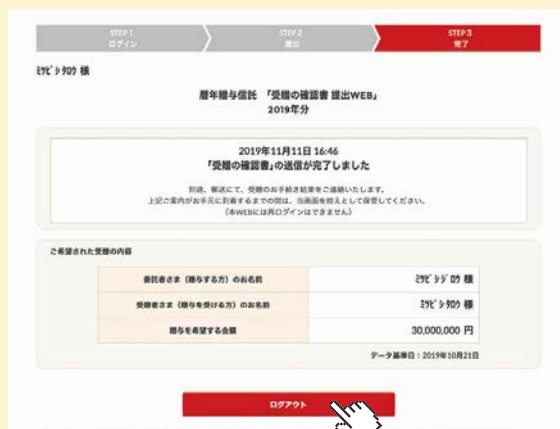 STEP 1
ログイン
STEP 2
提出
STEP 3
完了
ﾐﾂﾋﾞｼ ﾀﾛｳ 様
暦年贈与信託 「受贈の確認書 提出WEB」
2019年分
2019年11月11日 16:46
「受贈の確認書」の送信が完了しました
別途、郵送にて、受贈のお手続き結果をご連絡いたします。
上記ご案内がお手元に到着するまでの間は、当画面を控えとして保管してください。
（本WEBには再ログインはできません）
ご希望された受贈の内容
委託者さま（贈与する方）のお名前
ﾐﾂﾋﾞｼ ｼﾞﾛｳ 様
受贈者さま（贈与を受ける方）のお名前
ﾐﾂﾋﾞｼ ﾀﾛｳ 様
贈与を希望する金額
30,000,000 円
データ基準日：2019年10月21日
ログアウト